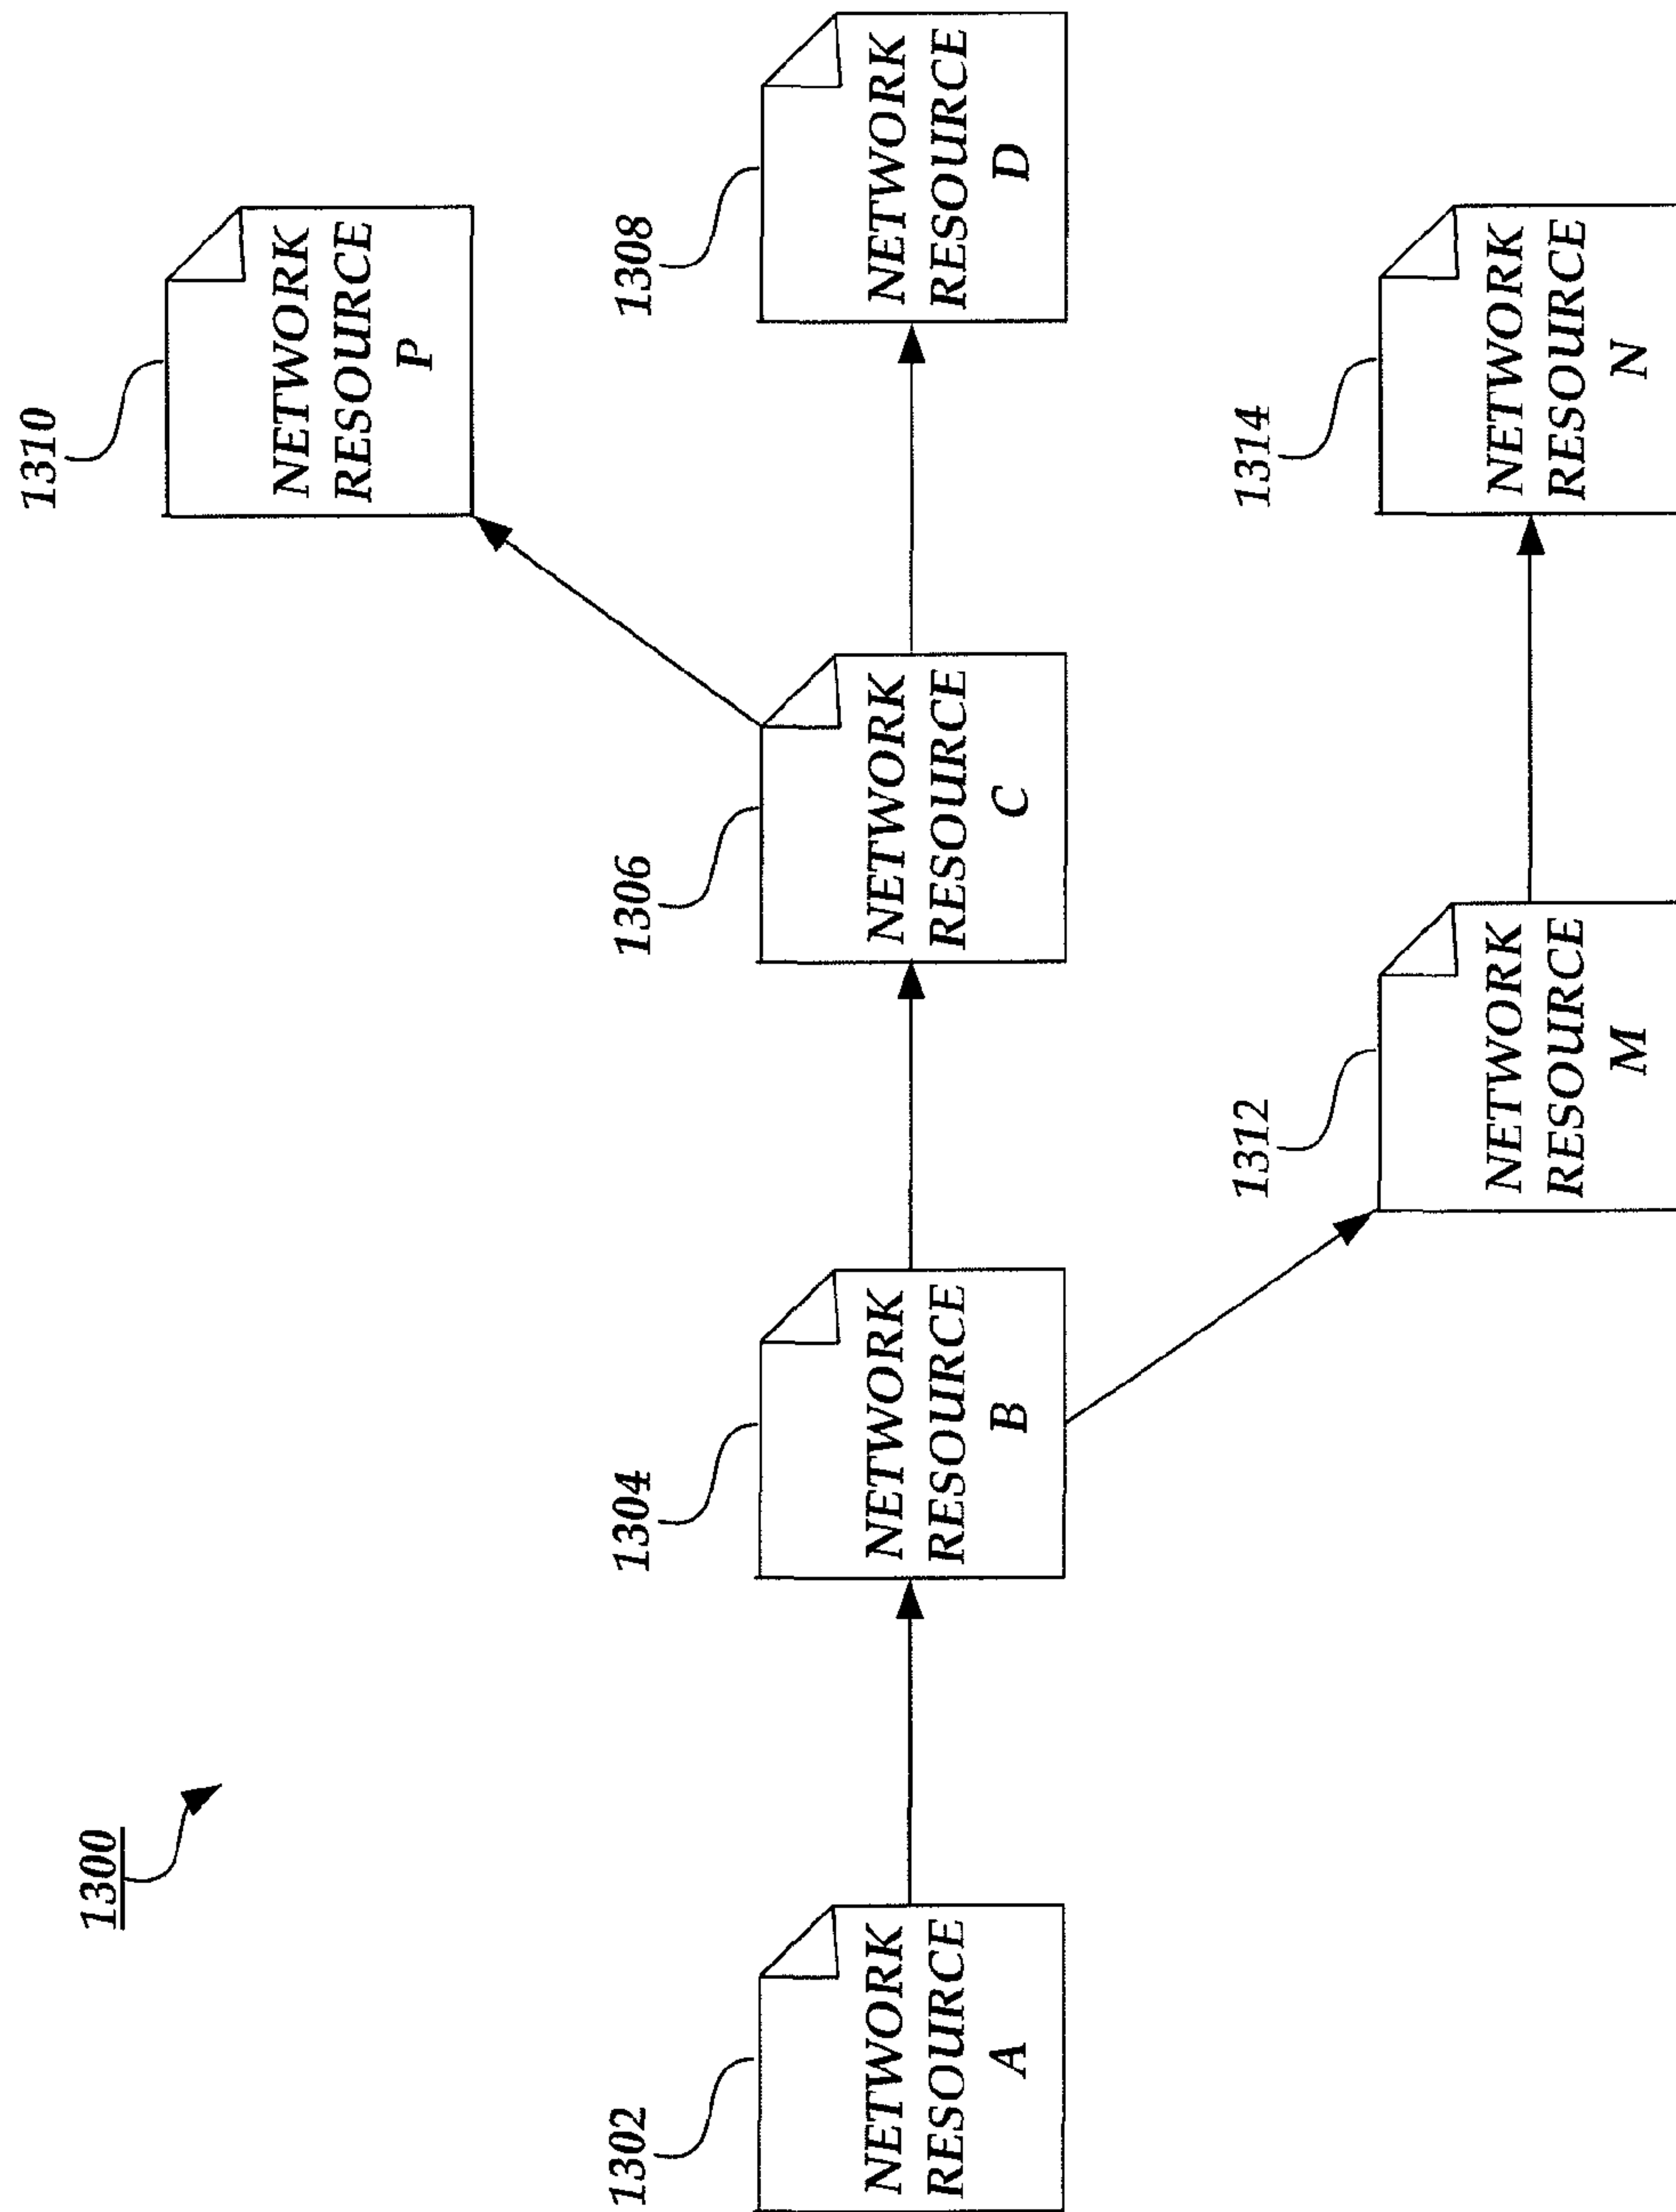 1300
1310
NETWORK
RESOURCE
P
1302
NETWORK
RESOURCE
A
1304
NETWORK
RESOURCE
B
1306
NETWORK
RESOURCE
C
1308
NETWORK
RESOURCE
D
1312
NETWORK
RESOURCE
M
1314
NETWORK
RESOURCE
N